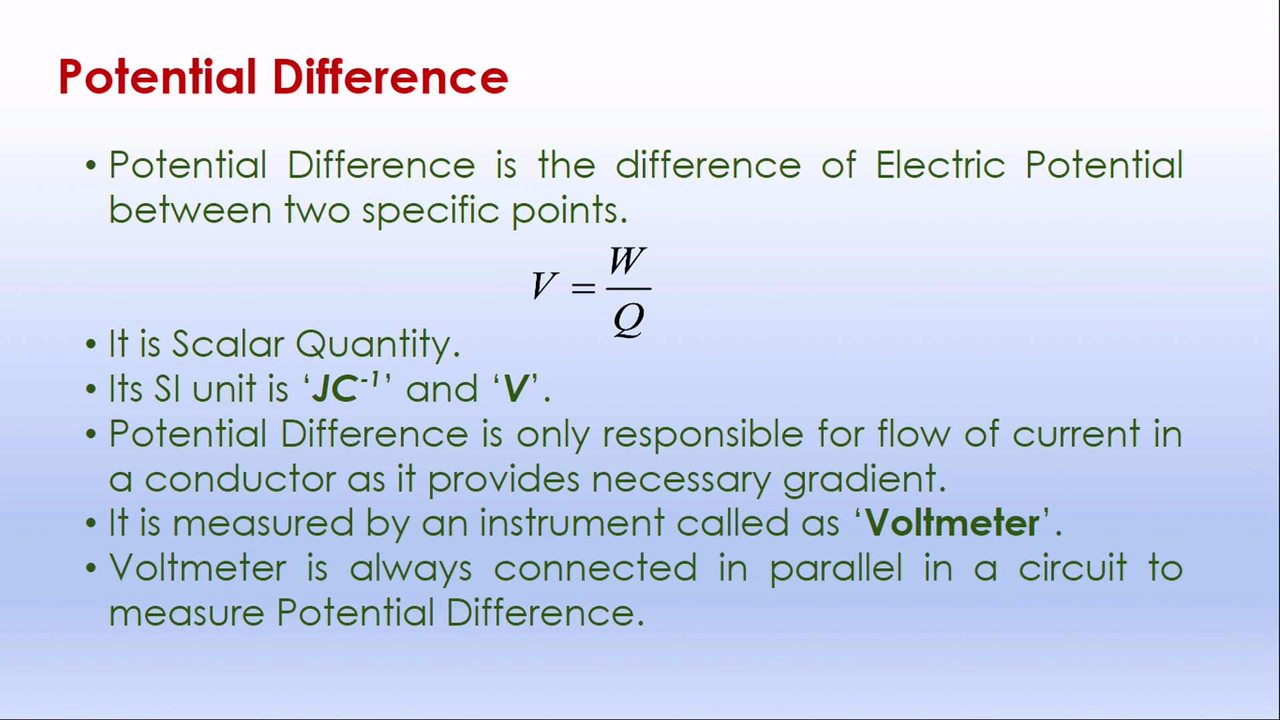 Potential Difference
• Potential Difference is the difference of Electric Potential
between two specific points.
V = W/Q
• It is Scalar Quantity.
• Its SI unit is ‘JC⁻¹’ and ‘V’.
• Potential Difference is only responsible for flow of current in
a conductor as it provides necessary gradient.
• It is measured by an instrument called as ‘Voltmeter’.
• Voltmeter is always connected in parallel in a circuit to
measure Potential Difference.